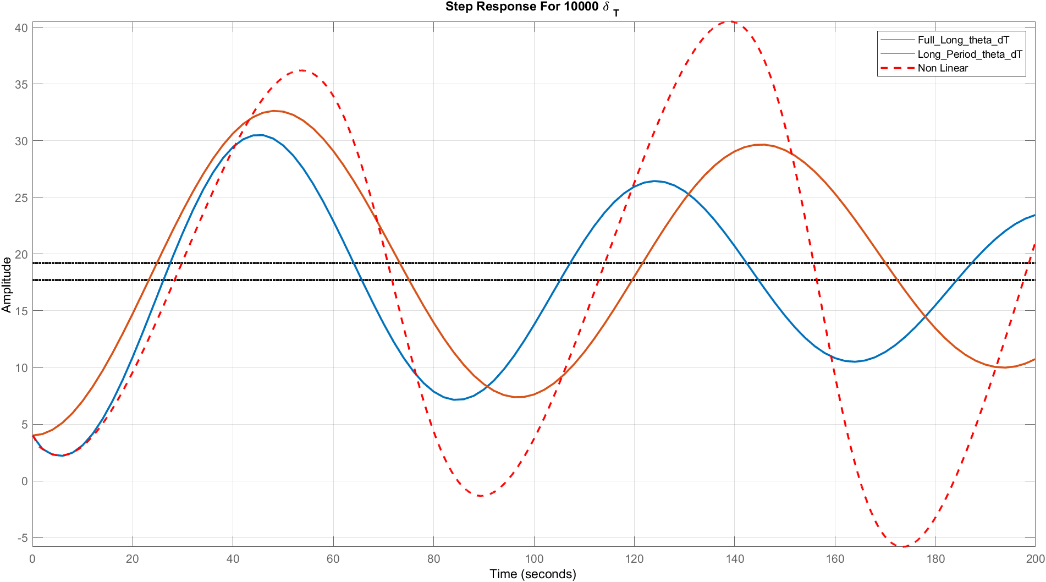 Step Response For 10000 δ T
Full_Long_theta_dT
Long_Period_theta_dT
Non Linear
40
35
30
25
20
15
10
5
0
-5
Amplitude
0 20 40 60 80 100 120 140 160 180 200
Time (seconds)